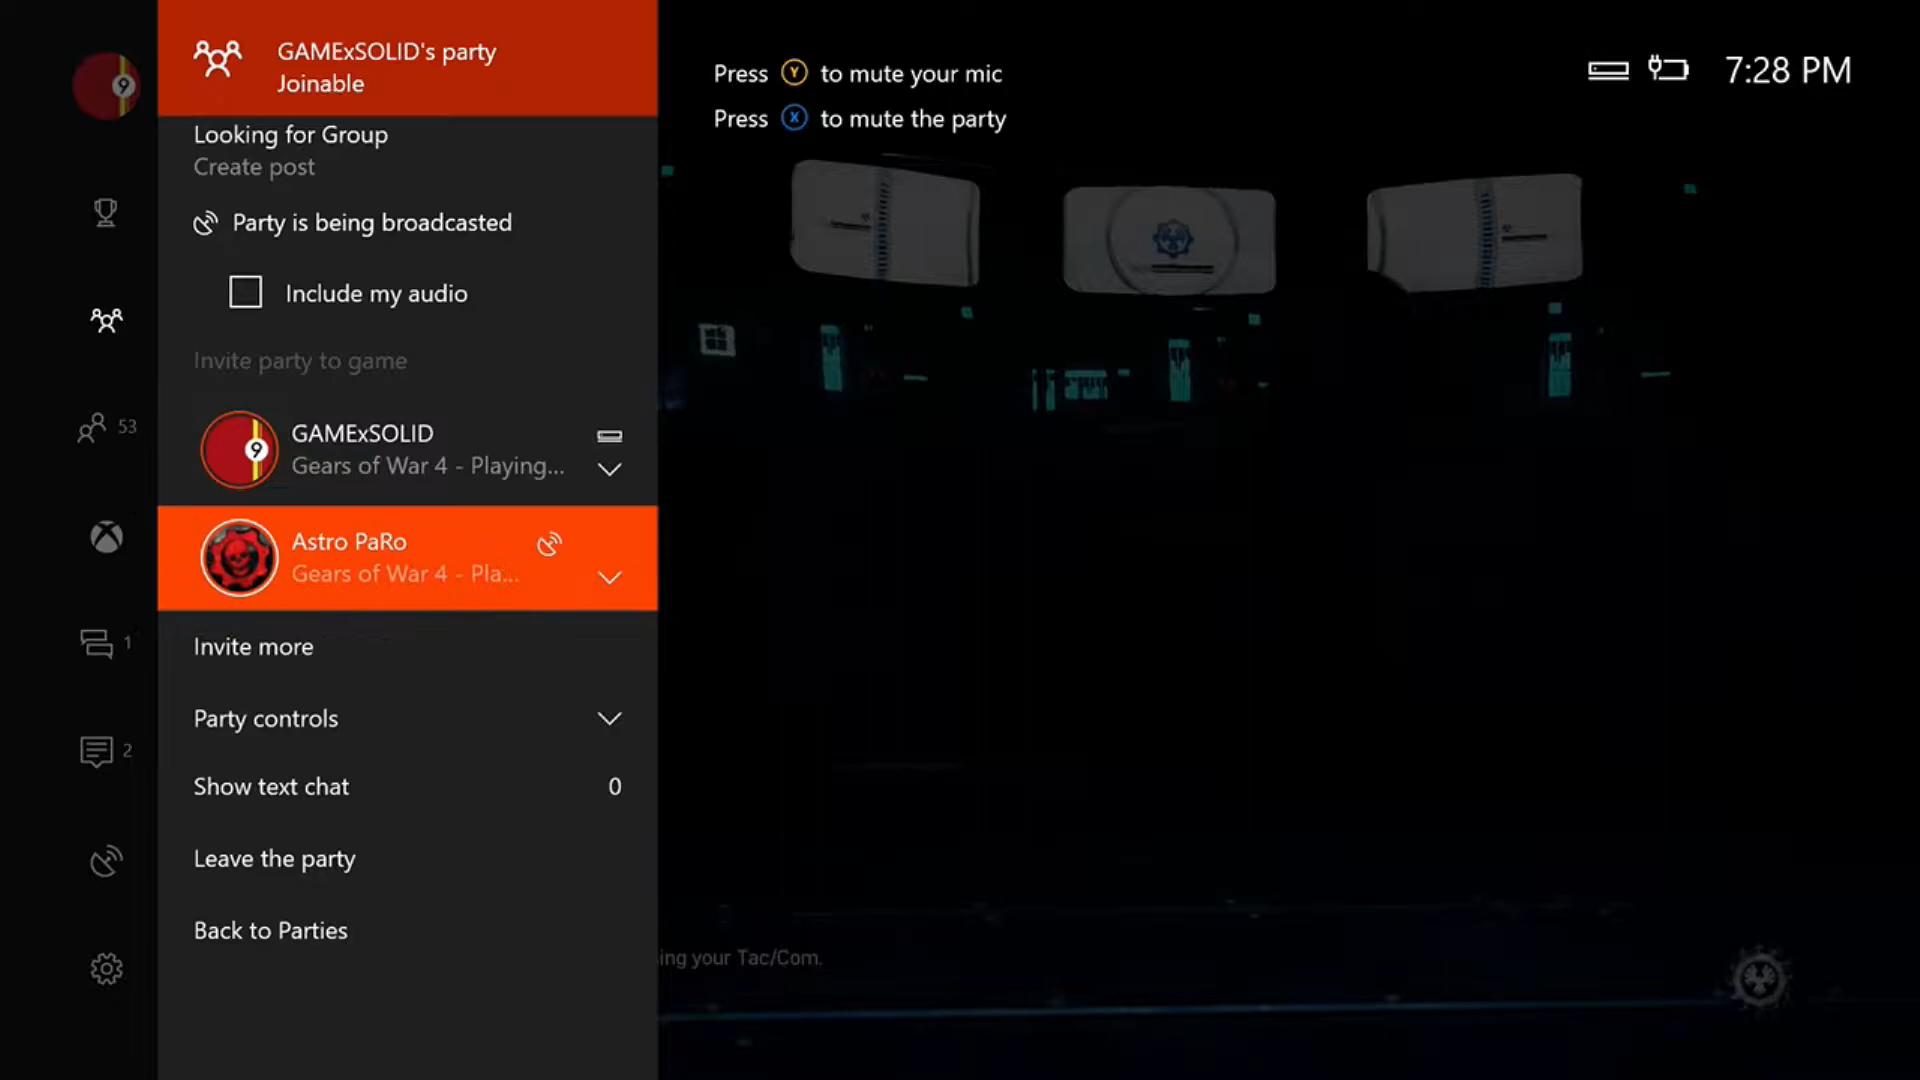 GAMExSOLID's party
Joinable
Looking for Group
Create post
Party is being broadcasted
Include my audio
Invite party to game
GAMExSOLID
Gears of War 4 - Playing...
Astro PaRo
Gears of War 4 - Pla...
Invite more
Party controls
Show text chat 0
Leave the party
Back to Parties
9
53
1
2
9
Press Y to mute your mic
Press X to mute the party
7:28 PM
ing your Tac/Com.